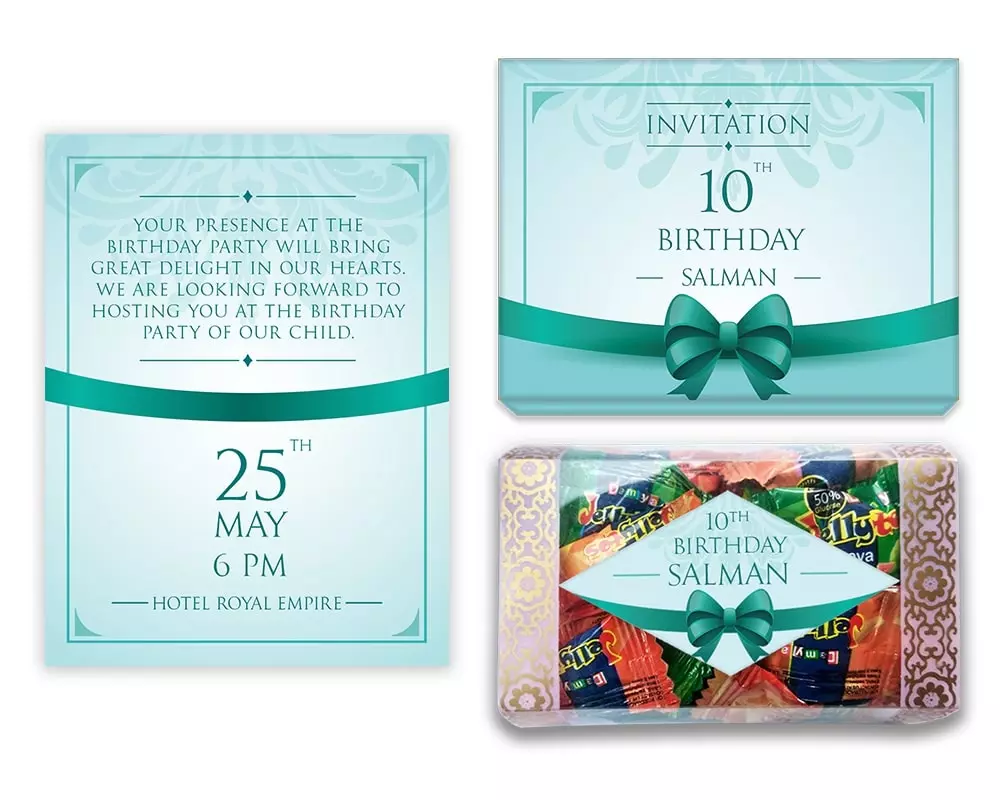 YOUR PRESENCE AT THE
BIRTHDAY PARTY WILL BRING
GREAT DELIGHT IN OUR HEARTS.
WE ARE LOOKING FORWARD TO
HOSTING YOU AT THE BIRTHDAY
PARTY OF OUR CHILD.
25TH
MAY
6 PM
HOTEL ROYAL EMPIRE
INVITATION
10TH
BIRTHDAY
SALMAN
50%
Glucose
10TH
BIRTHDAY
SALMAN